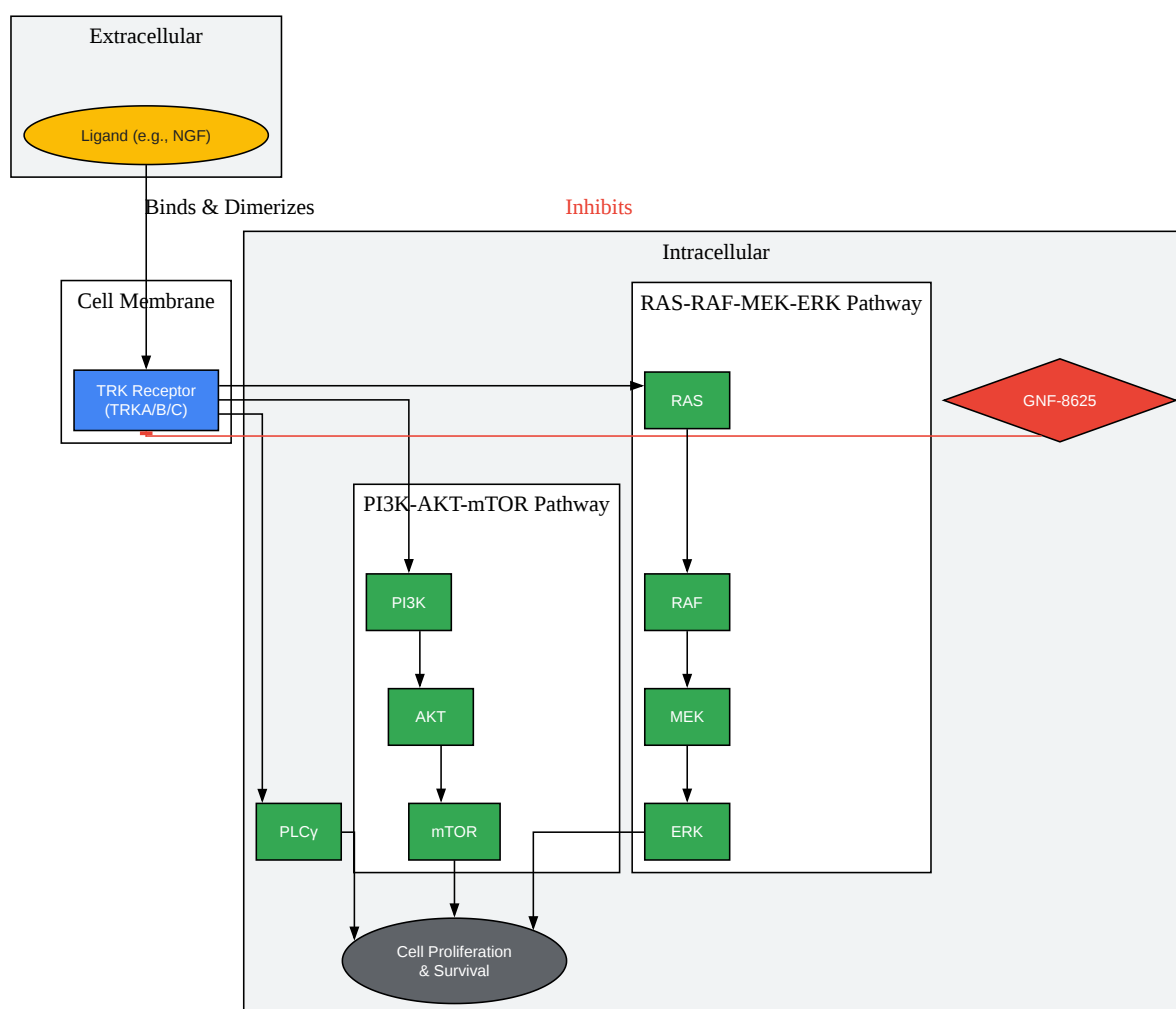 Extracellular
Ligand (e.g., NGF)
Binds & Dimerizes
Inhibits
Intracellular
Cell Membrane
RAS-RAF-MEK-ERK Pathway
TRK Receptor
(TRKA/B/C)
RAS
GNF-8625
PI3K-AKT-mTOR Pathway
PI3K
RAF
AKT
MEK
PLCγ
mTOR
ERK
Cell Proliferation
& Survival